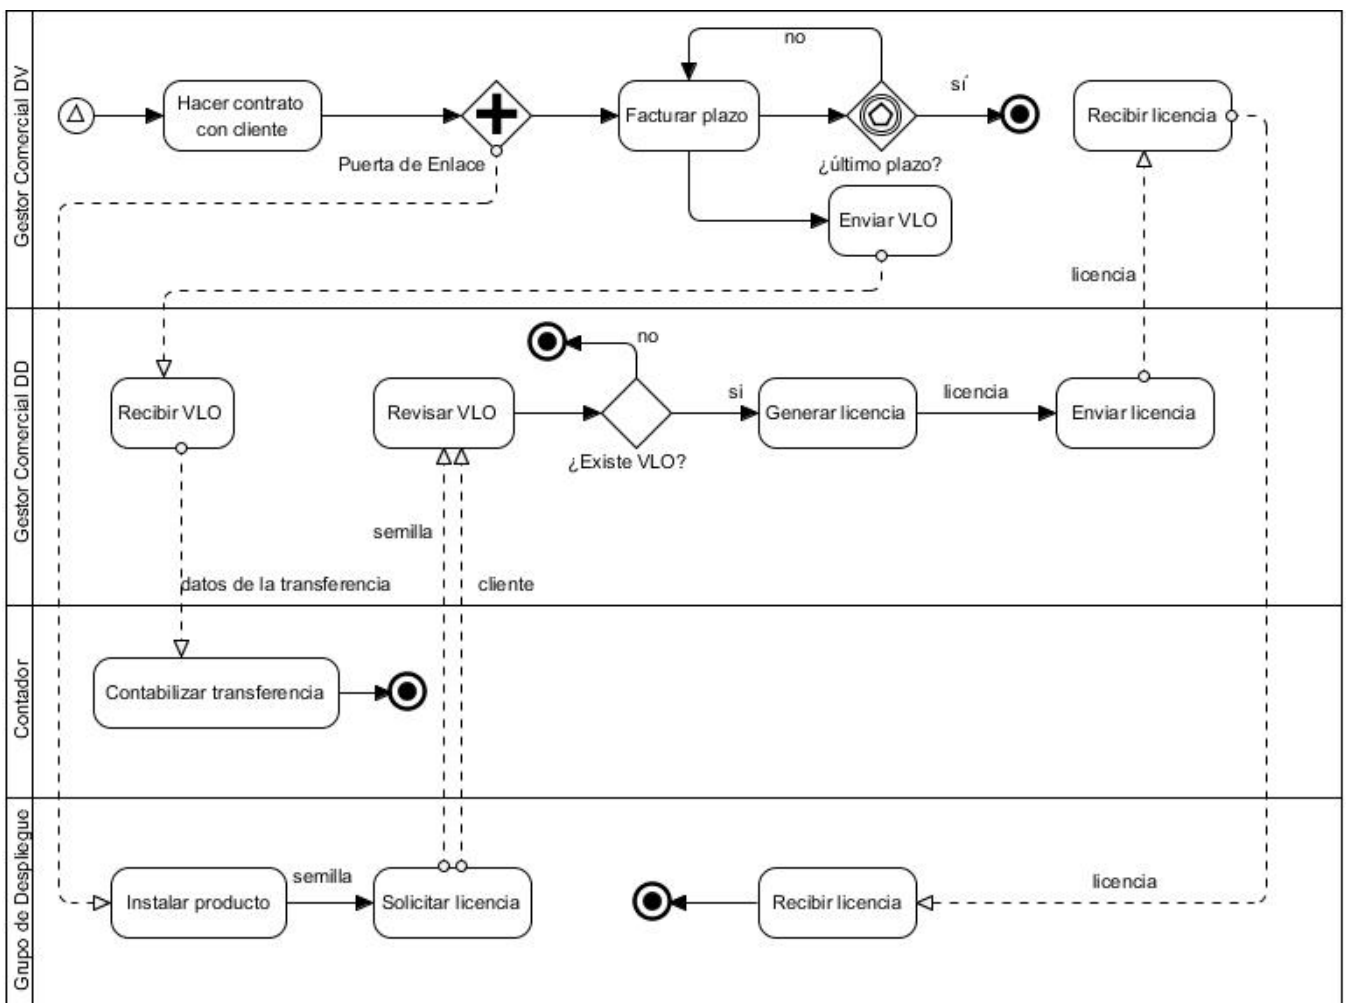 Gestor Comercial DV
no
sí
Hacer contrato
con cliente
Facturar plazo
Recibir licencia
Puerta de Enlace
¿último plazo?
Enviar VLO
licencia
Gestor Comercial DD
no
Recibir VLO
Revisar VLO
si
Generar licencia
licencia
Enviar licencia
¿Existe VLO?
semilla
datos de la transferencia
cliente
Contador
Contabilizar transferencia
Grupo de Despliegue
Instalar producto
semilla
Solicitar licencia
Recibir licencia
licencia